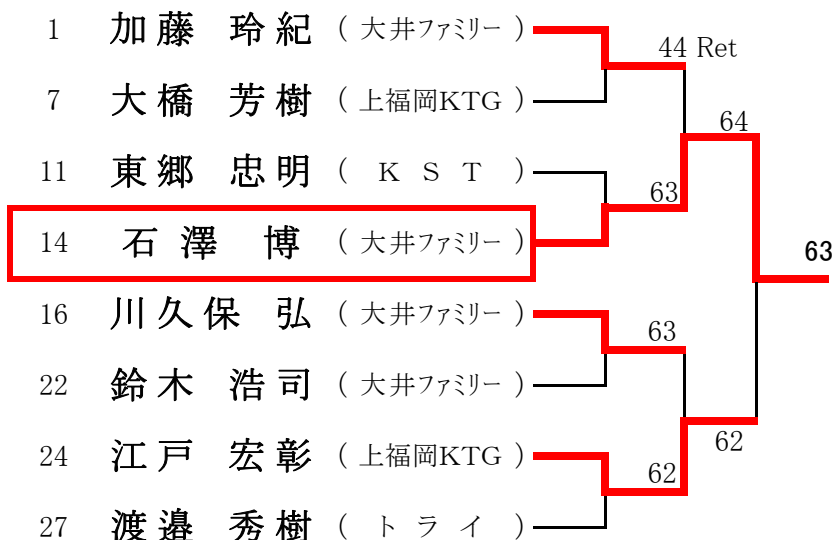 1 加藤 玲紀 ( 大井ファミリー ) 44 Ret
7 大橋 芳樹 ( 上福岡KTG ) 64
11 東郷 忠明 ( K S T ) 63
14 石澤 博 ( 大井ファミリー ) 63
16 川久保 弘 ( 大井ファミリー ) 63
22 鈴木 浩司 ( 大井ファミリー )
24 江戸 宏彰 ( 上福岡KTG ) 62 62
27 渡邉 秀樹 ( トライ )